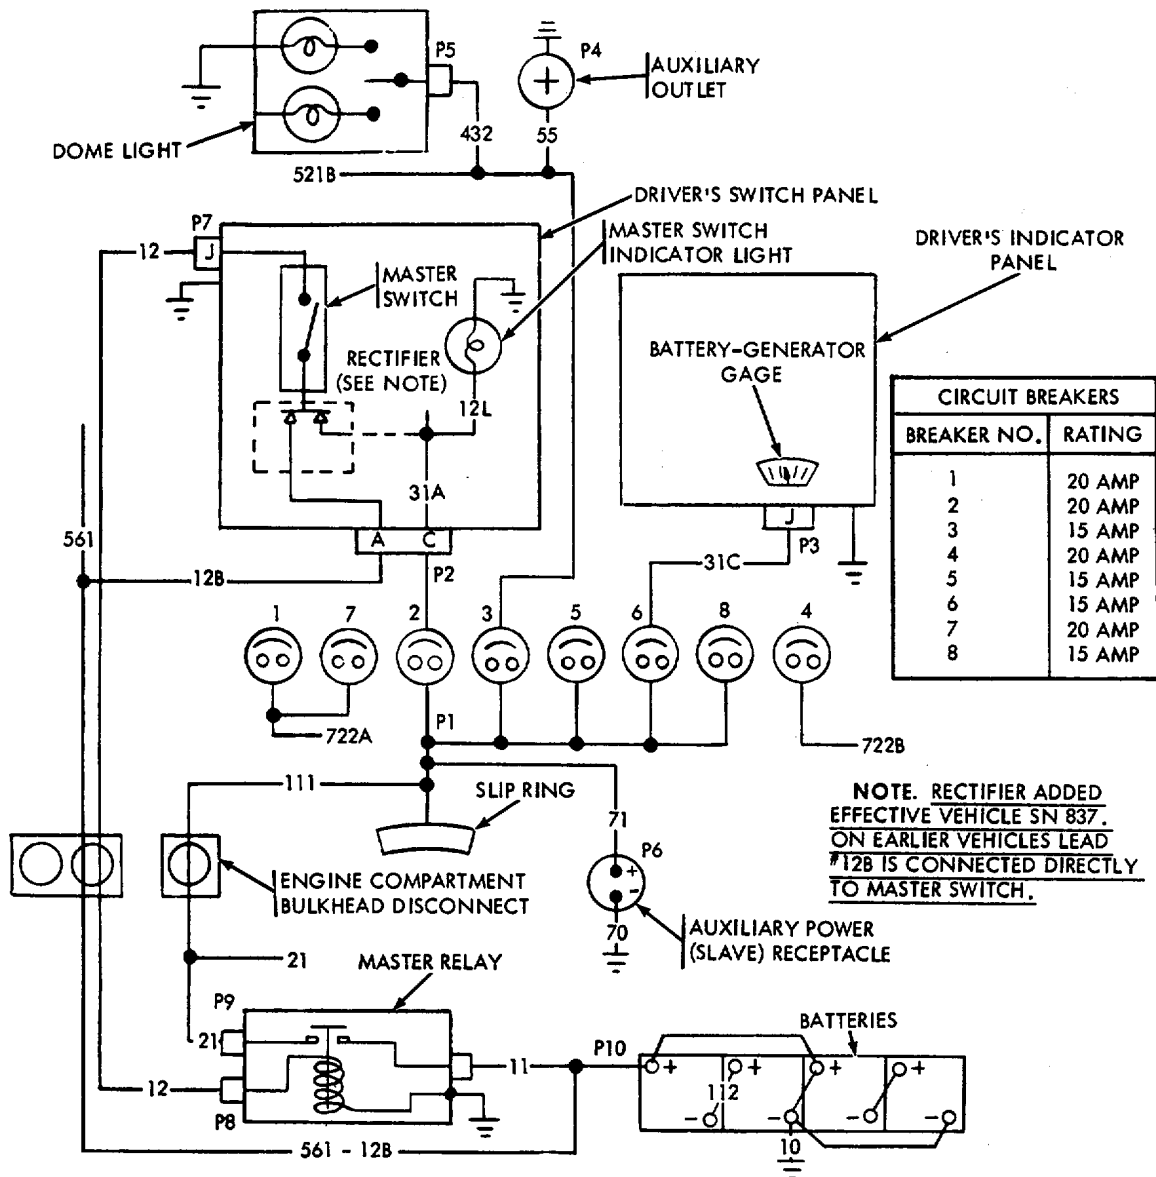 P5
P4
AUXILIARY
OUTLET
432
55
DOME LIGHT
521B
DRIVER'S SWITCH PANEL
P7
J
12
MASTER SWITCH
INDICATOR LIGHT
DRIVER'S INDICATOR
PANEL
MASTER
SWITCH
RECTIFIER
(SEE NOTE)
12L
BATTERY-GENERATOR
GAGE
CIRCUIT BREAKERS
BREAKER NO. RATING
1 20 AMP
2 20 AMP
3 15 AMP
4 20 AMP
5 15 AMP
6 15 AMP
7 20 AMP
8 15 AMP
31A
J
P3
A C
561
12B
P2
31C
1 7 2 3 5 6 8 4
722A
P1
722B
111
SLIP RING
71
P6
+
-
70
NOTE. RECTIFIER ADDED
EFFECTIVE VEHICLE SN 837.
ON EARLIER VEHICLES LEAD
#12B IS CONNECTED DIRECTLY
TO MASTER SWITCH.
ENGINE COMPARTMENT
BULKHEAD DISCONNECT
AUXILIARY POWER
(SLAVE) RECEPTACLE
21
MASTER RELAY
P9
21
BATTERIES
P10
11
+ + + +
112
12
P8
- - - -
10
561 - 12B